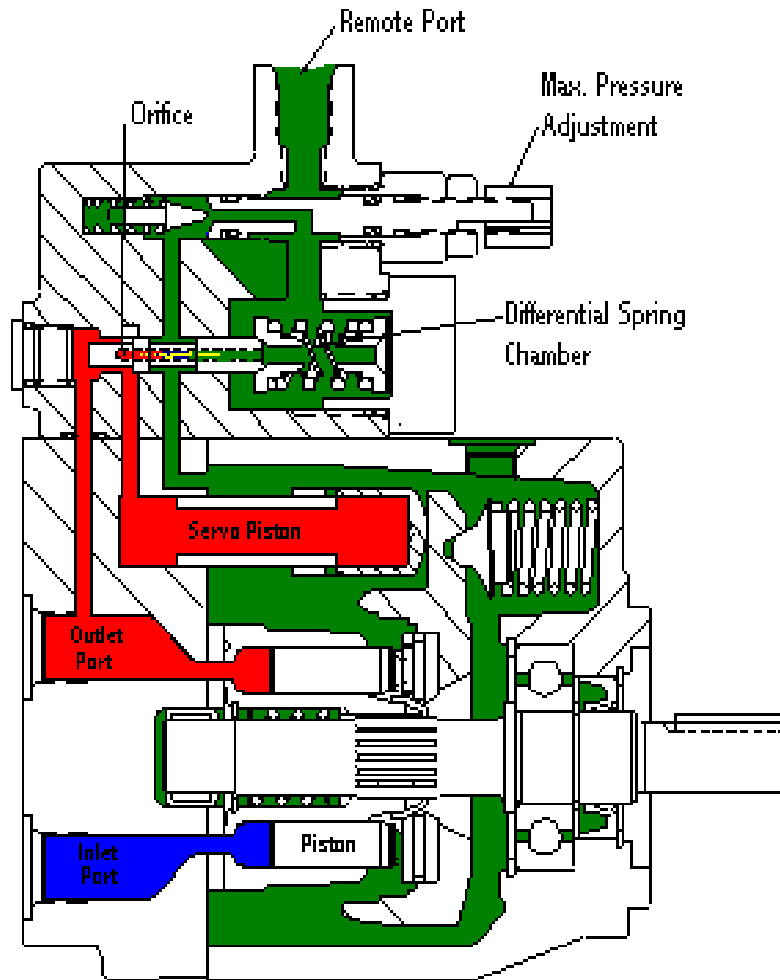 Remote Port
Max. Pressure
Adjustment
Orifice
Differential Spring
Chamber
Servo Piston
Outlet
Port
Inlet
Port
Piston